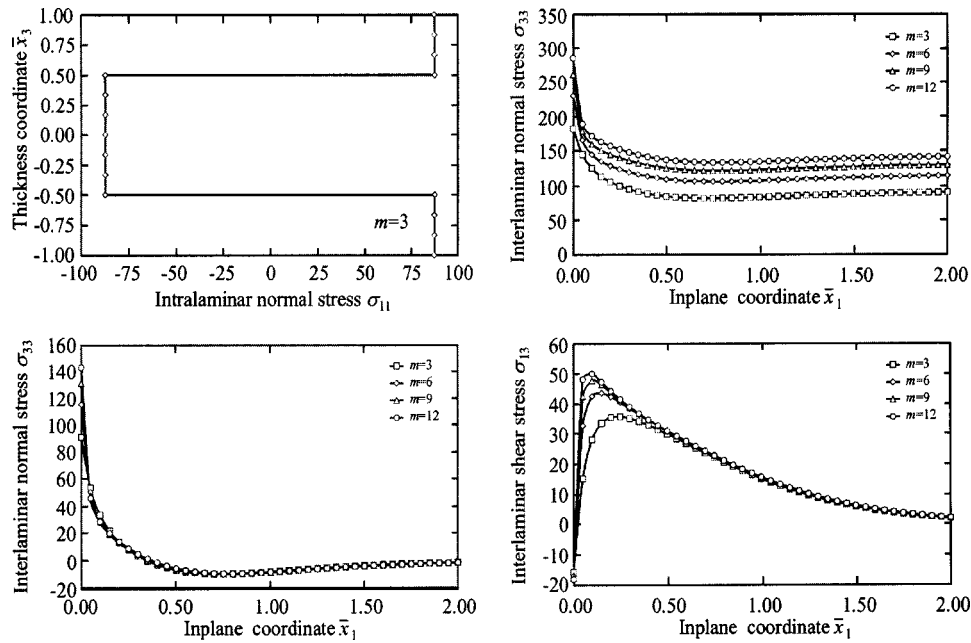 Thickness coordinate x̄₃
1.00
0.75
0.50
0.25
0.00
-0.25
-0.50
-0.75
-1.00
m=3
-100 -75 -50 -25 0 25 50 75 100
Intralaminar normal stress σ₁₁
Interlaminar normal stress σ₃₃
350
300
250
200
150
100
50
0
m=3
m=6
m=9
m=12
0.00 0.50 1.00 1.50 2.00
Inplane coordinate x̄₁
Interlaminar normal stress σ₃₃
160
140
120
100
80
60
40
20
0
-20
m=3
m=6
m=9
m=12
0.00 0.50 1.00 1.50 2.00
Inplane coordinate x̄₁
Interlaminar shear stress σ₁₃
60
50
40
30
20
10
0
-10
-20
m=3
m=6
m=9
m=12
0.00 0.50 1.00 1.50 2.00
Inplane coordinate x̄₁